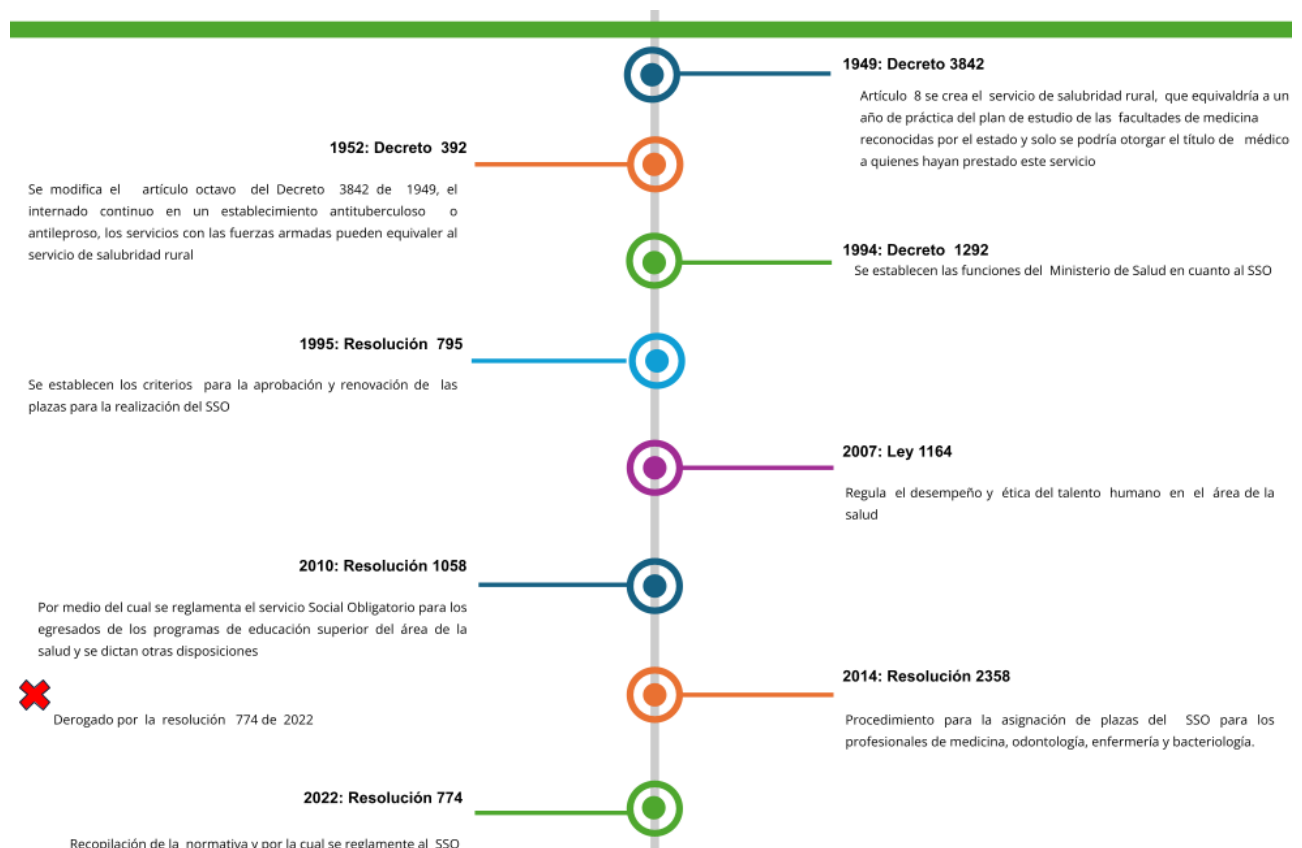 1949: Decreto 3842
Artículo 8 se crea el servicio de salubridad rural, que equivaldría a un
año de práctica del plan de estudio de las facultades de medicina
reconocidas por el estado y solo se podría otorgar el título de médico
a quienes hayan prestado este servicio
1952: Decreto 392
Se modifica el artículo octavo del Decreto 3842 de 1949, el
internado continuo en un establecimiento antituberculoso o
antileproso, los servicios con las fuerzas armadas pueden equivaler al
servicio de salubridad rural
1994: Decreto 1292
Se establecen las funciones del Ministerio de Salud en cuanto al SSO
1995: Resolución 795
Se establecen los criterios para la aprobación y renovación de las
plazas para la realización del SSO
2007: Ley 1164
Regula el desempeño y ética del talento humano en el área de la
salud
2010: Resolución 1058
Por medio del cual se reglamenta el servicio Social Obligatorio para los
egresados de los programas de educación superior del área de la
salud y se dictan otras disposiciones
Derogado por la resolución 774 de 2022
2014: Resolución 2358
Procedimiento para la asignación de plazas del SSO para los
profesionales de medicina, odontología, enfermería y bacteriología.
2022: Resolución 774
Recopilación de la normativa y por la cual se reglamente al SSO